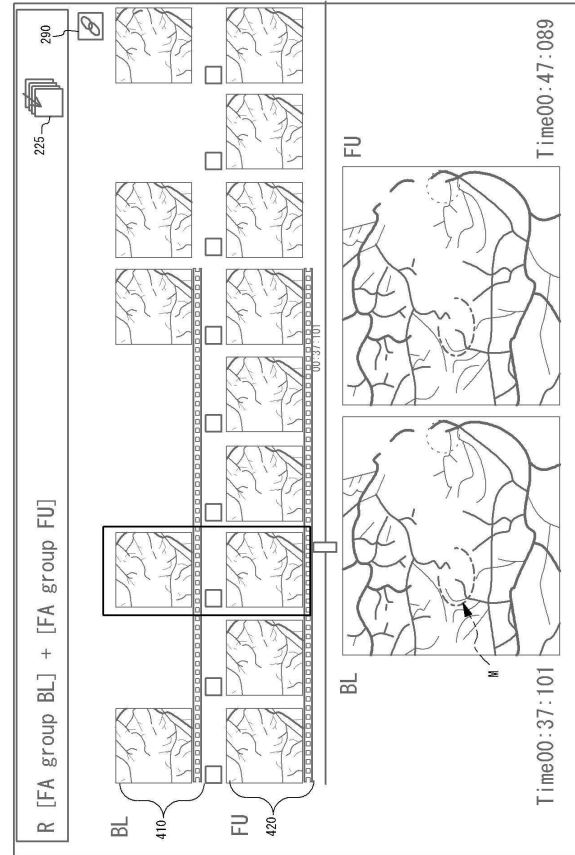 R [FA group BL] + [FA group FU]
225
290
BL
410
FU
420
00:37:101
BL
FU
M
Time00:37:101
Time00:47:089